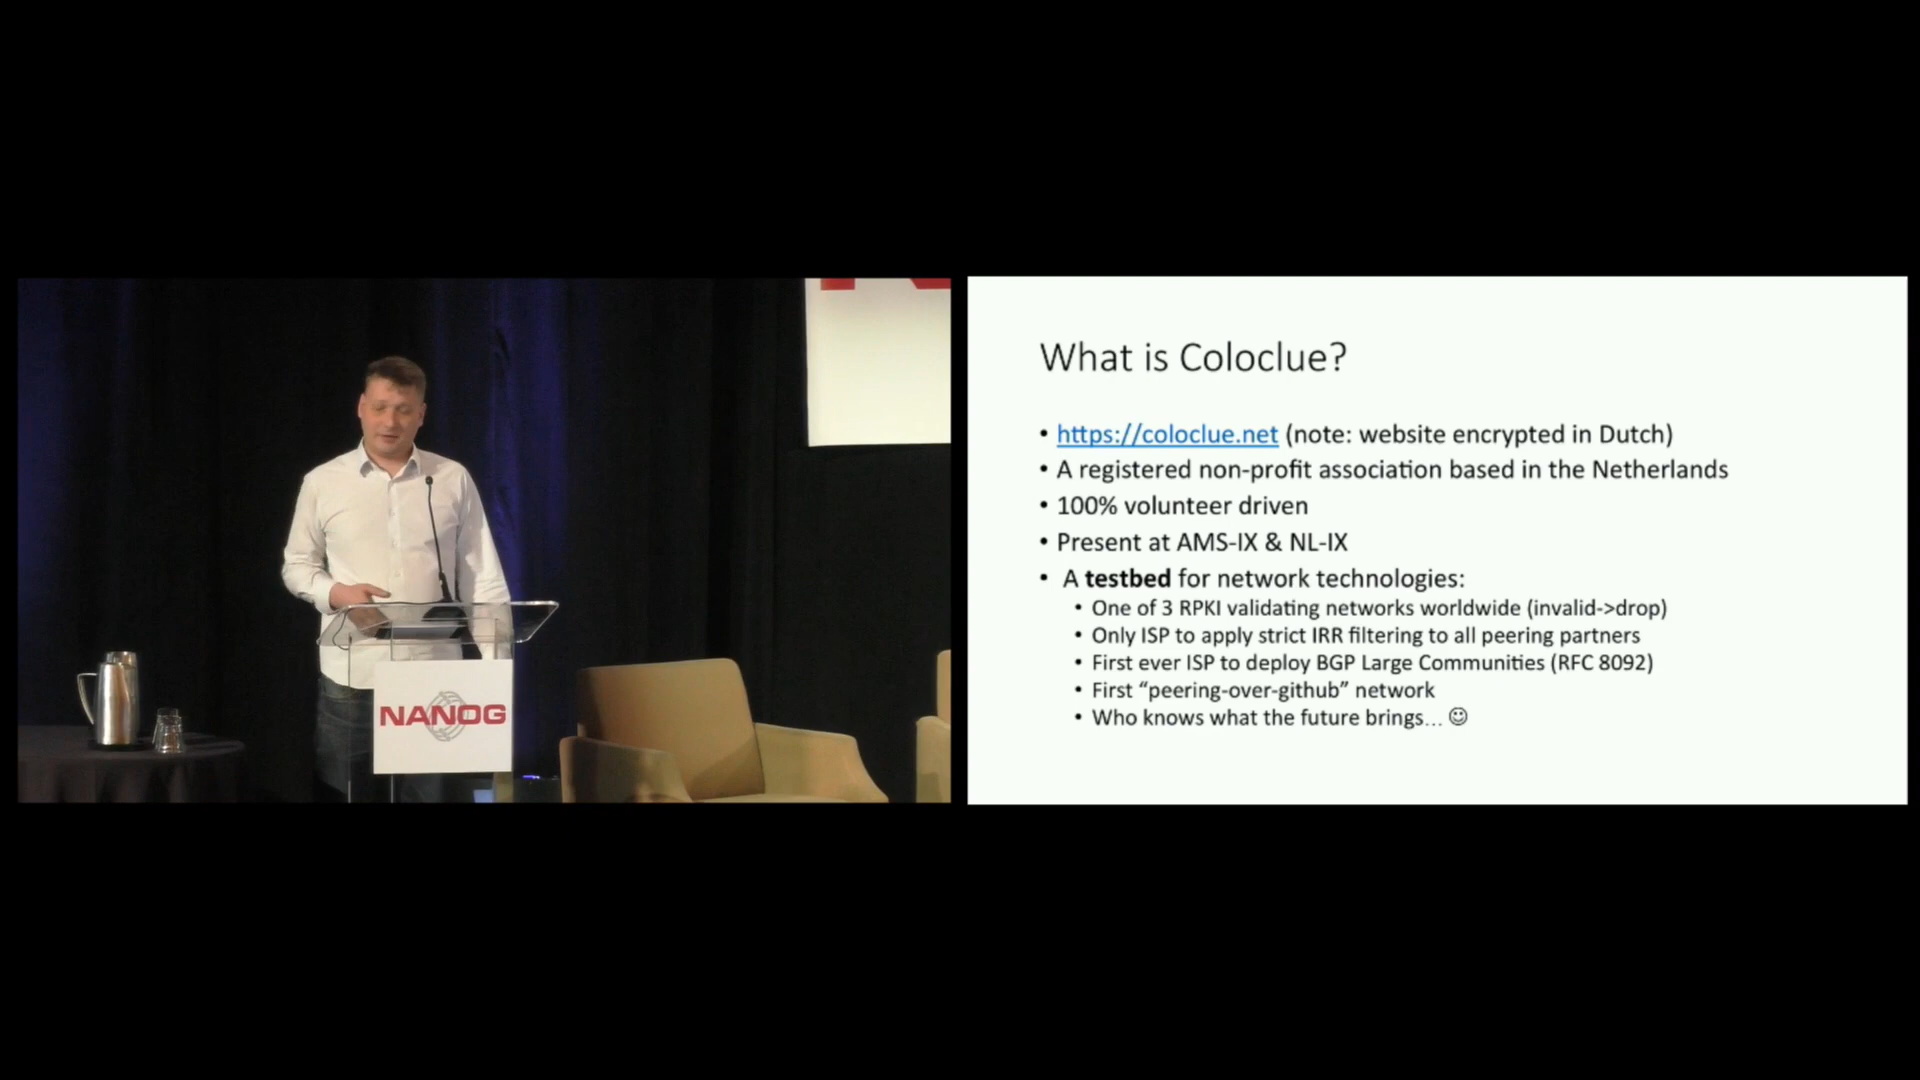 NANOG
What is Coloclue?
• https://coloclue.net (note: website encrypted in Dutch)
• A registered non-profit association based in the Netherlands
• 100% volunteer driven
• Present at AMS-IX & NL-IX
• A testbed for network technologies:
• One of 3 RPKI validating networks worldwide (invalid->drop)
• Only ISP to apply strict IRR filtering to all peering partners
• First ever ISP to deploy BGP Large Communities (RFC 8092)
• First “peering-over-github” network
• Who knows what the future brings... ☺